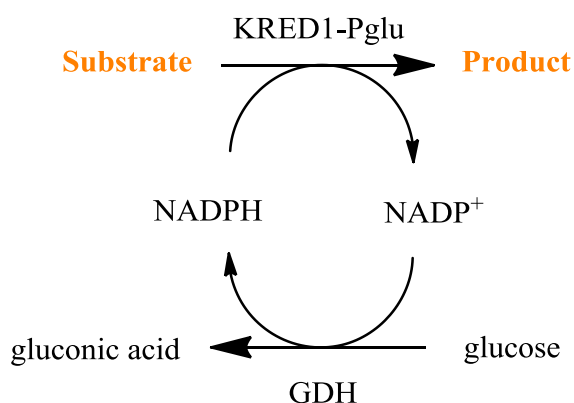 KRED1-Pglu
Substrate Product
NADPH NADP⁺
gluconic acid glucose
GDH